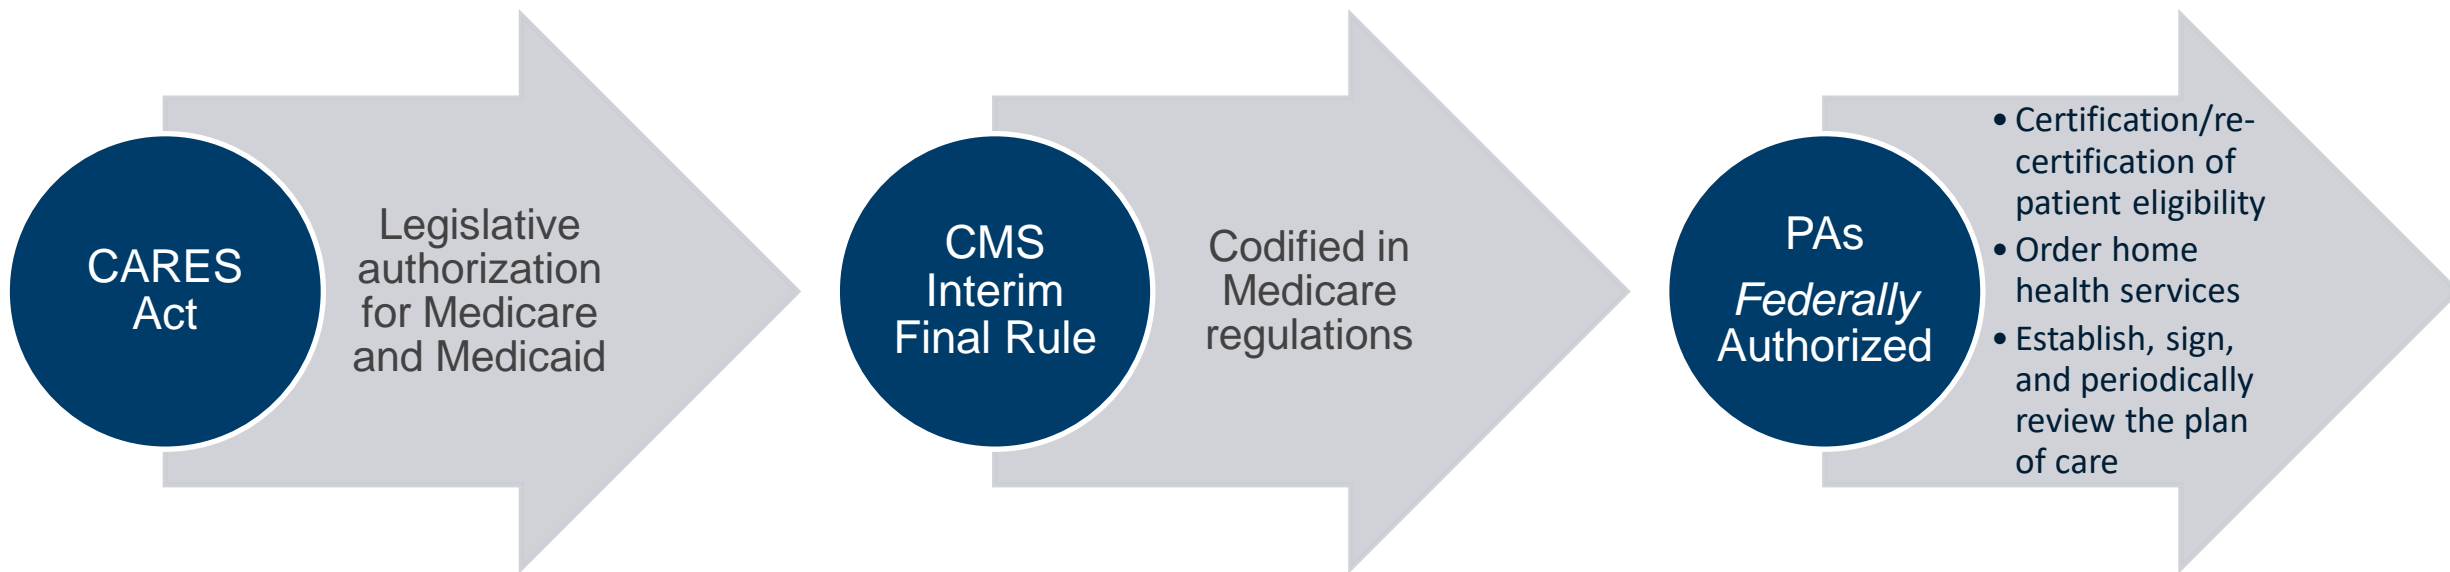 CARES
Act
Legislative
authorization
for Medicare
and Medicaid
CMS
Interim
Final Rule
Codified in
Medicare
regulations
PAs
Federally
Authorized
• Certification/re-
certification of
patient eligibility
• Order home
health services
• Establish, sign,
and periodically
review the plan
of care